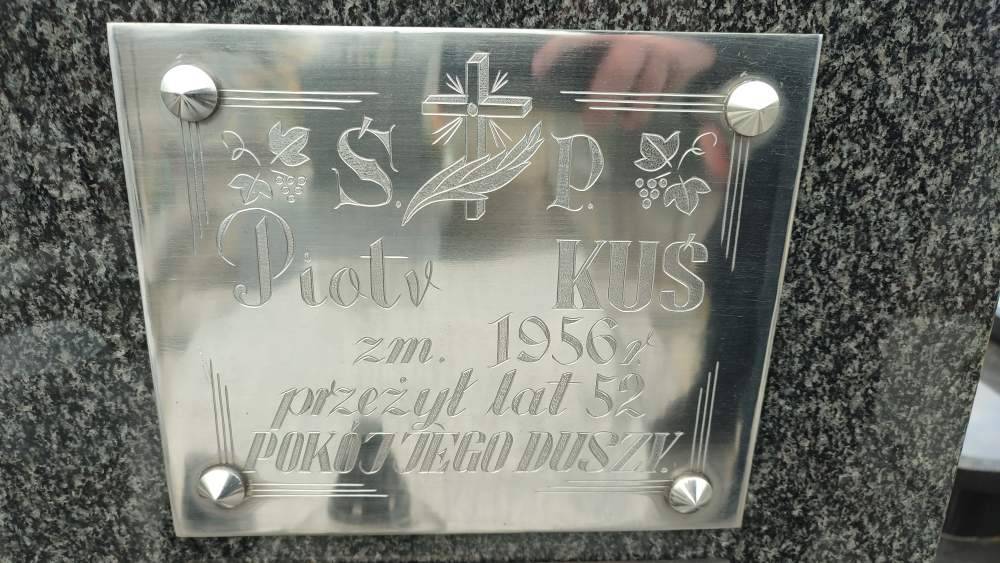 Ś. P.
Piotr KUŚ
zm. 1956 r
przeżył lat 52
POKÓJ JEGO DUSZY.